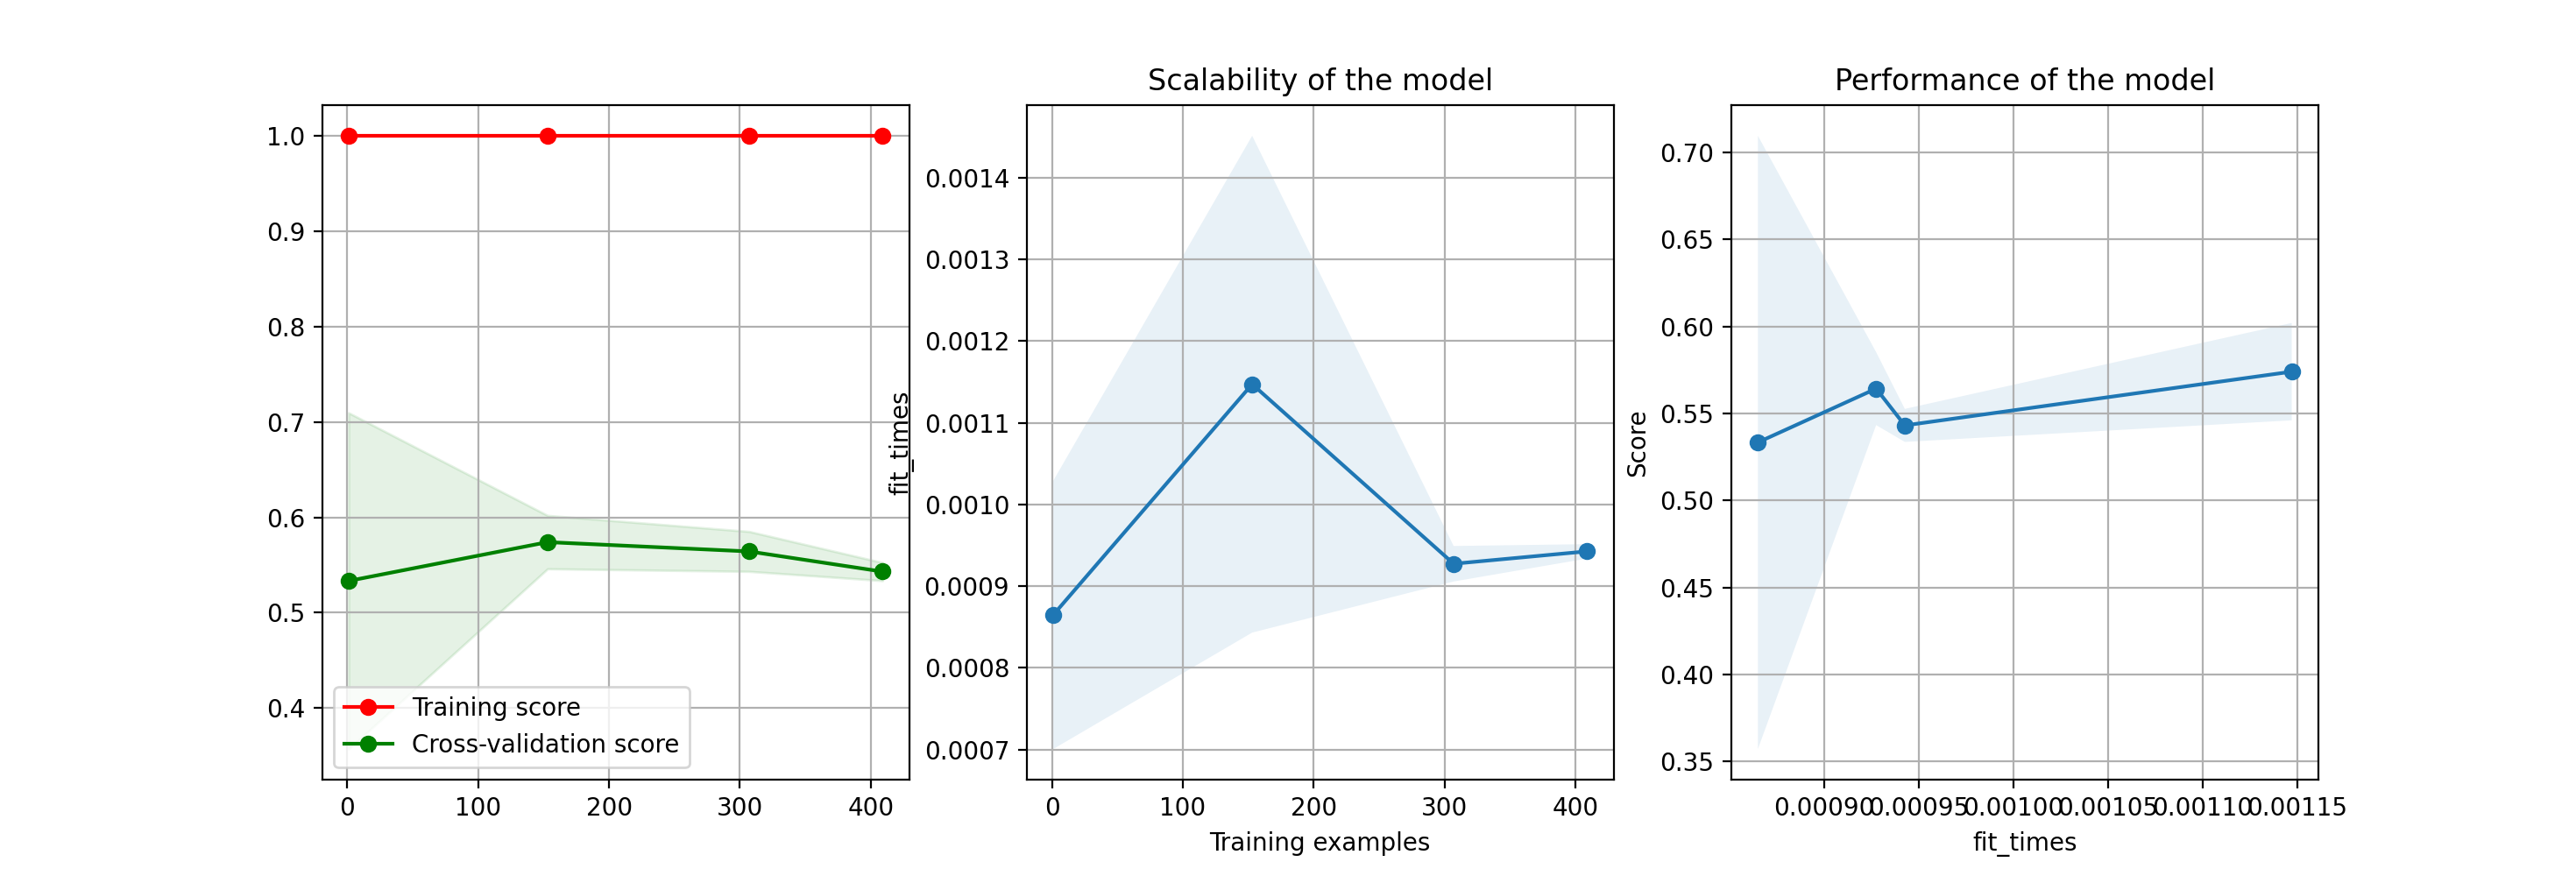 1.0
0.9
0.8
0.7
0.6
0.5
0.4
Training score
Cross-validation score
0 100 200 300 400
Scalability of the model
fit_times
0.0014
0.0013
0.0012
0.0011
0.0010
0.0009
0.0008
0.0007
0 100 200 300 400
Training examples
Performance of the model
Score
0.70
0.65
0.60
0.55
0.50
0.45
0.40
0.35
0.00090 0.00095 0.00100 0.00105 0.00110 0.00115
fit_times